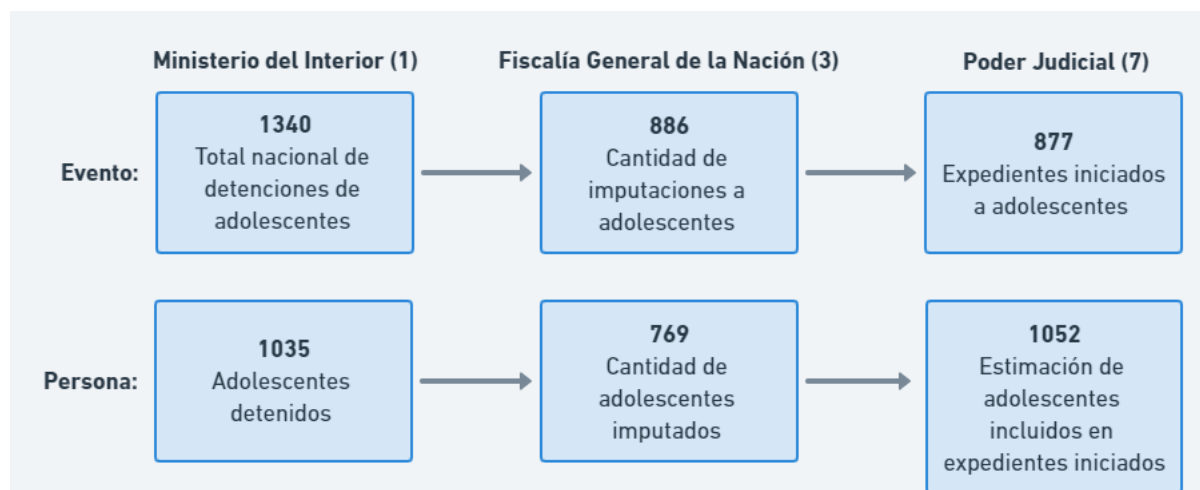 Ministerio del Interior (1)
Fiscalía General de la Nación (3)
Poder Judicial (7)
Evento:
1340
Total nacional de
detenciones de
adolescentes
886
Cantidad de
imputaciones a
adolescentes
877
Expedientes iniciados
a adolescentes
Persona:
1035
Adolescentes
detenidos
769
Cantidad de
adolescentes
imputados
1052
Estimación de
adolescentes
incluidos en
expedientes iniciados